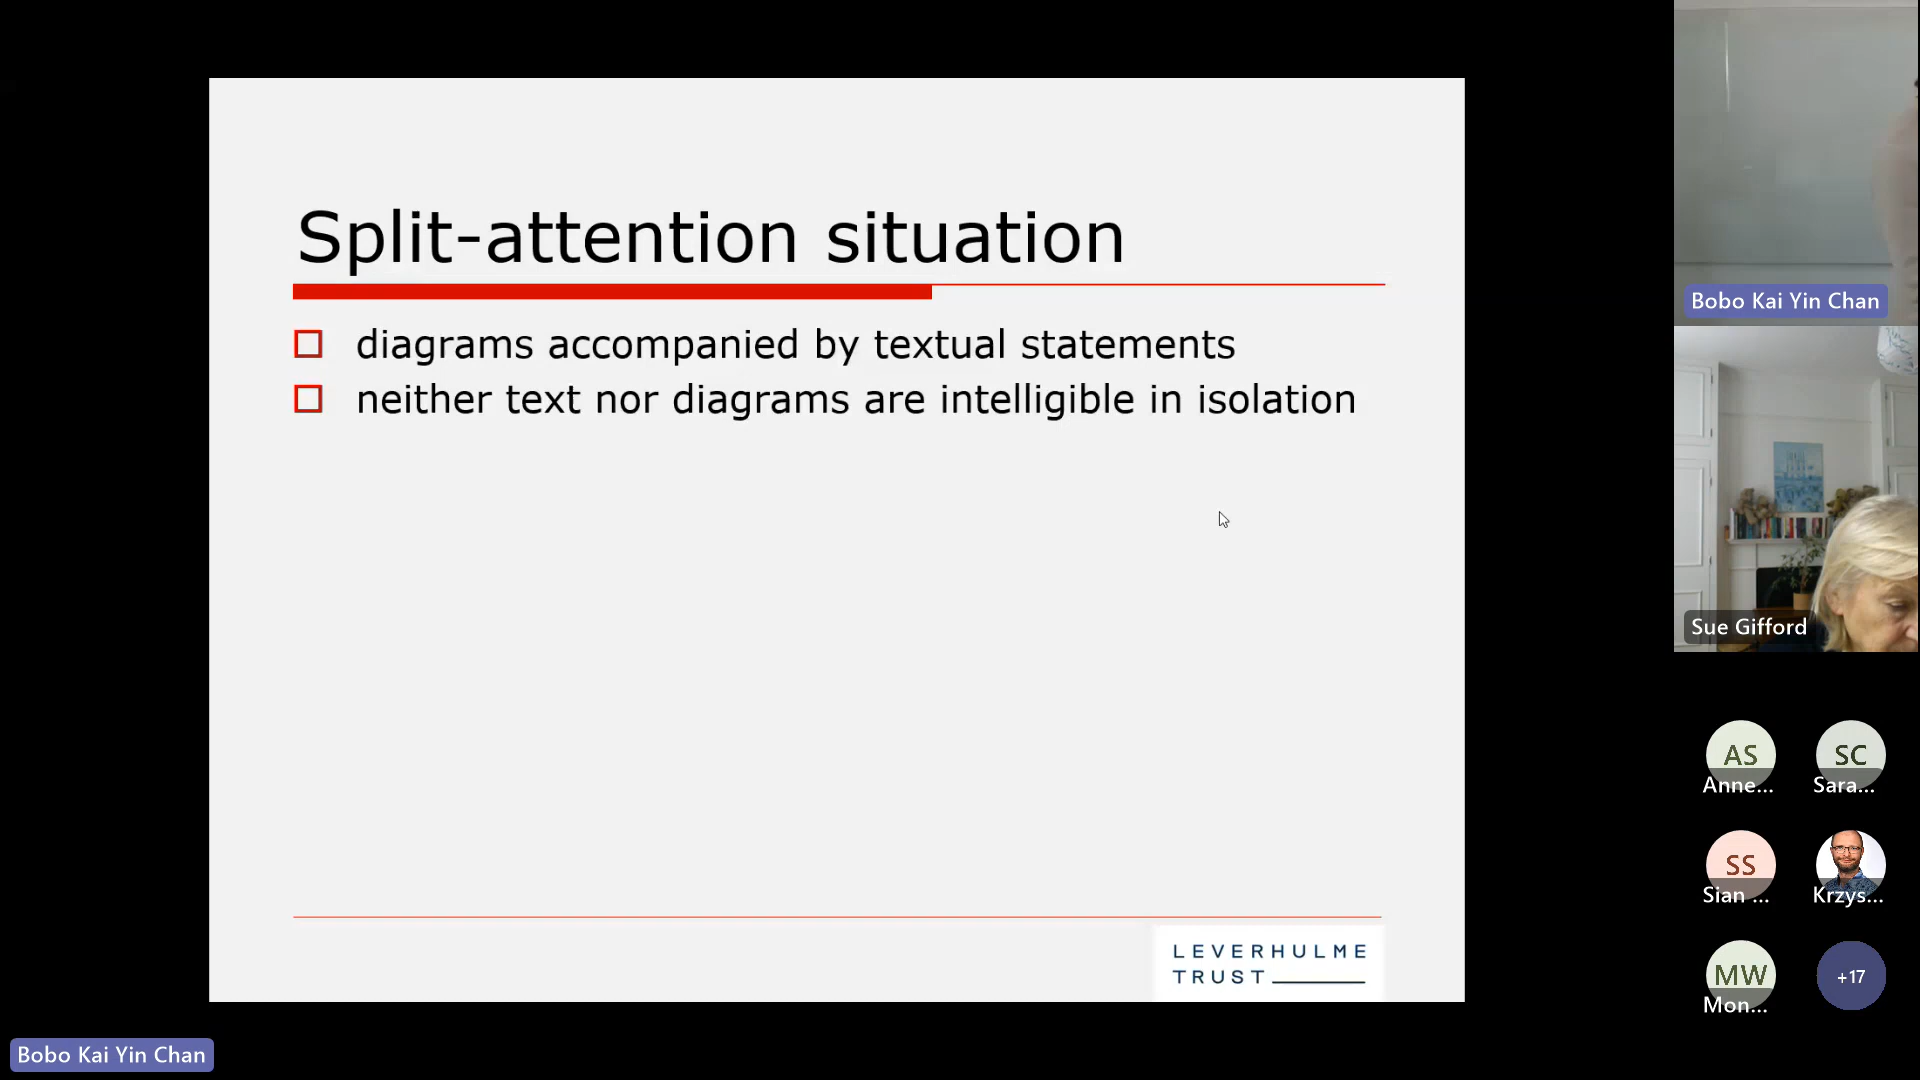 Split-attention situation
diagrams accompanied by textual statements
neither text nor diagrams are intelligible in isolation
LEVERHULME
TRUST
Bobo Kai Yin Chan
Sue Gifford
AS
Anne...
SC
Sara...
SS
Sian ...
Krzys...
MW
Mon...
+17
Bobo Kai Yin Chan